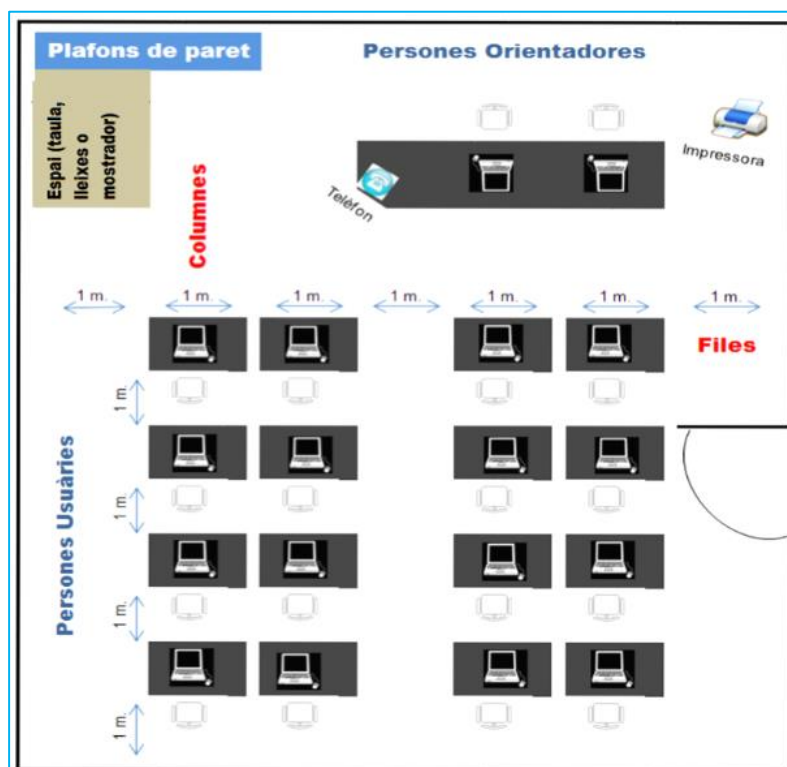 Plafons de paret
Persones Orientadores
Espai (taula,
lleixes o
mostrador)
Impressora
Telèfon
Columnes
1 m.
1 m.
1 m.
1 m.
1 m.
1 m.
1 m.
Files
1 m.
1 m.
Persones Usuàries
1 m.
1 m.